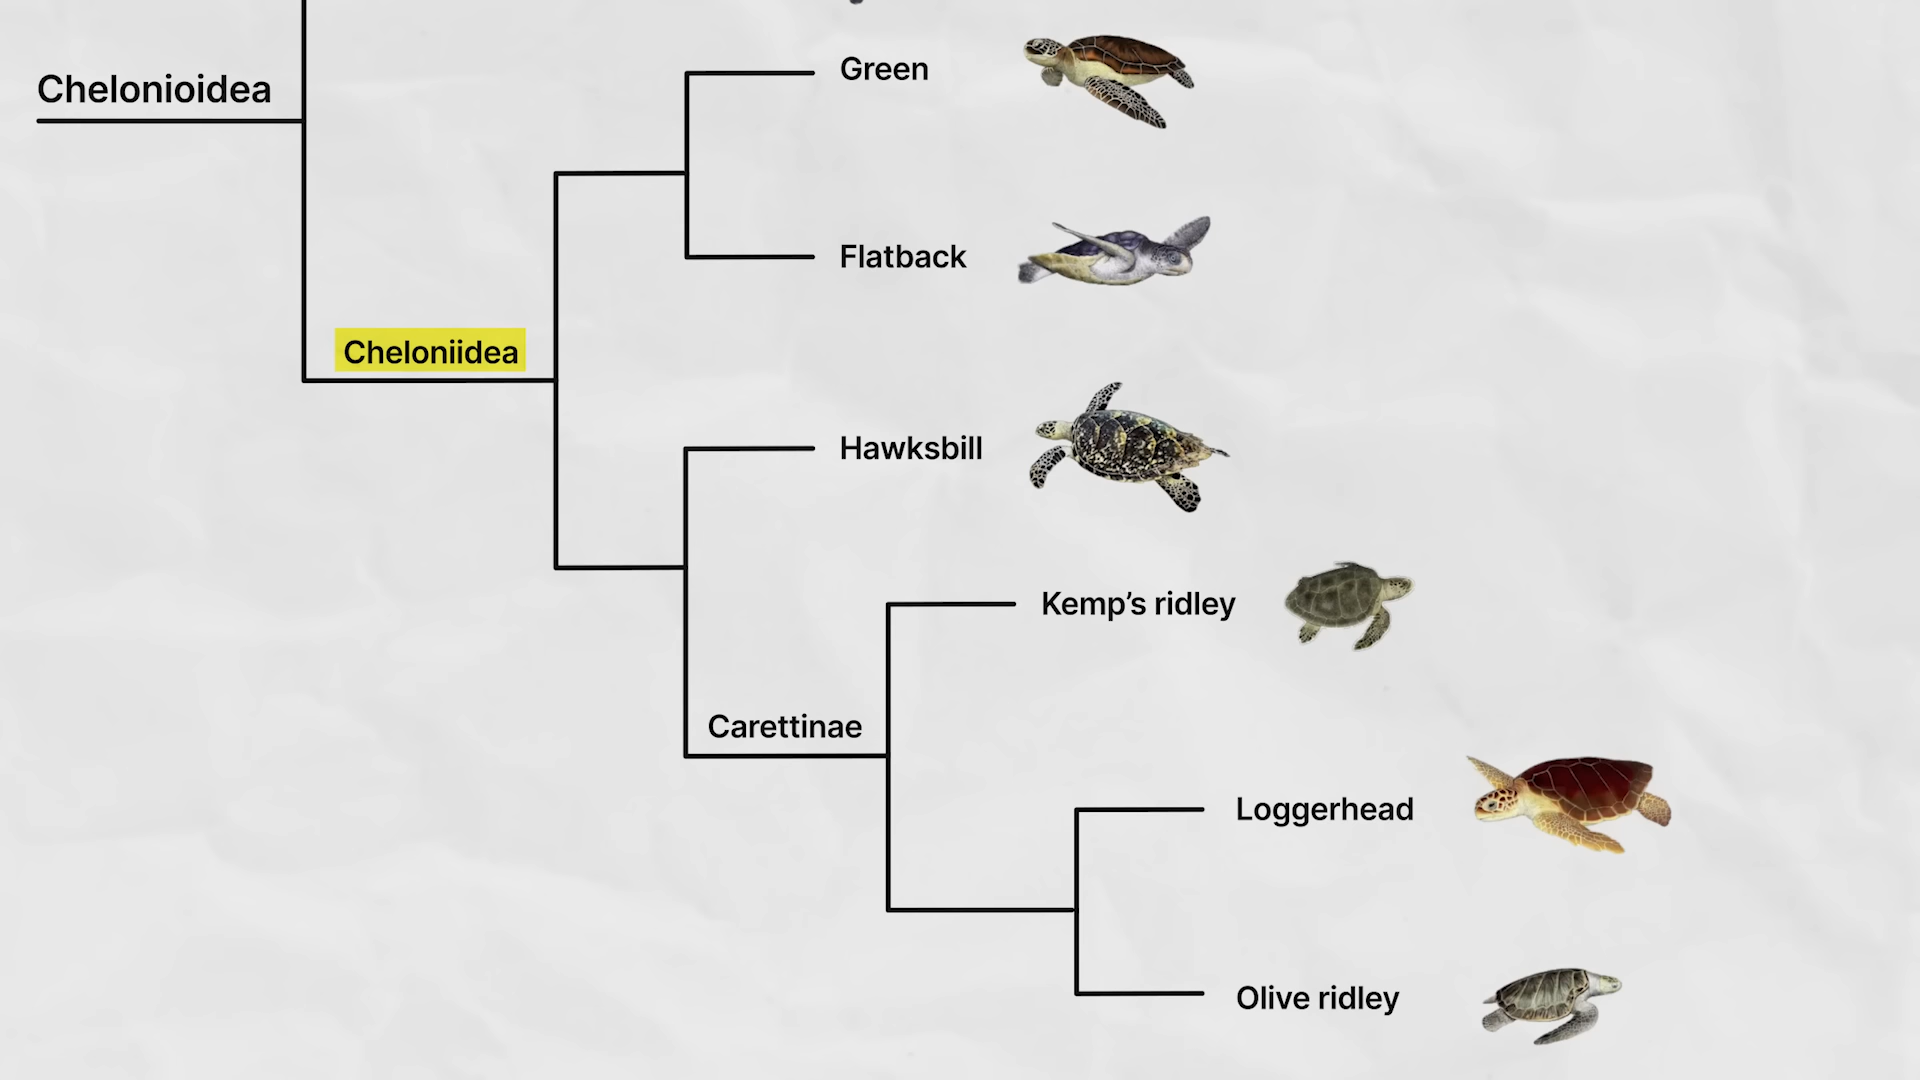 Chelonioidea
Green
Flatback
Cheloniidea
Hawksbill
Kemp’s ridley
Carettinae
Loggerhead
Olive ridley